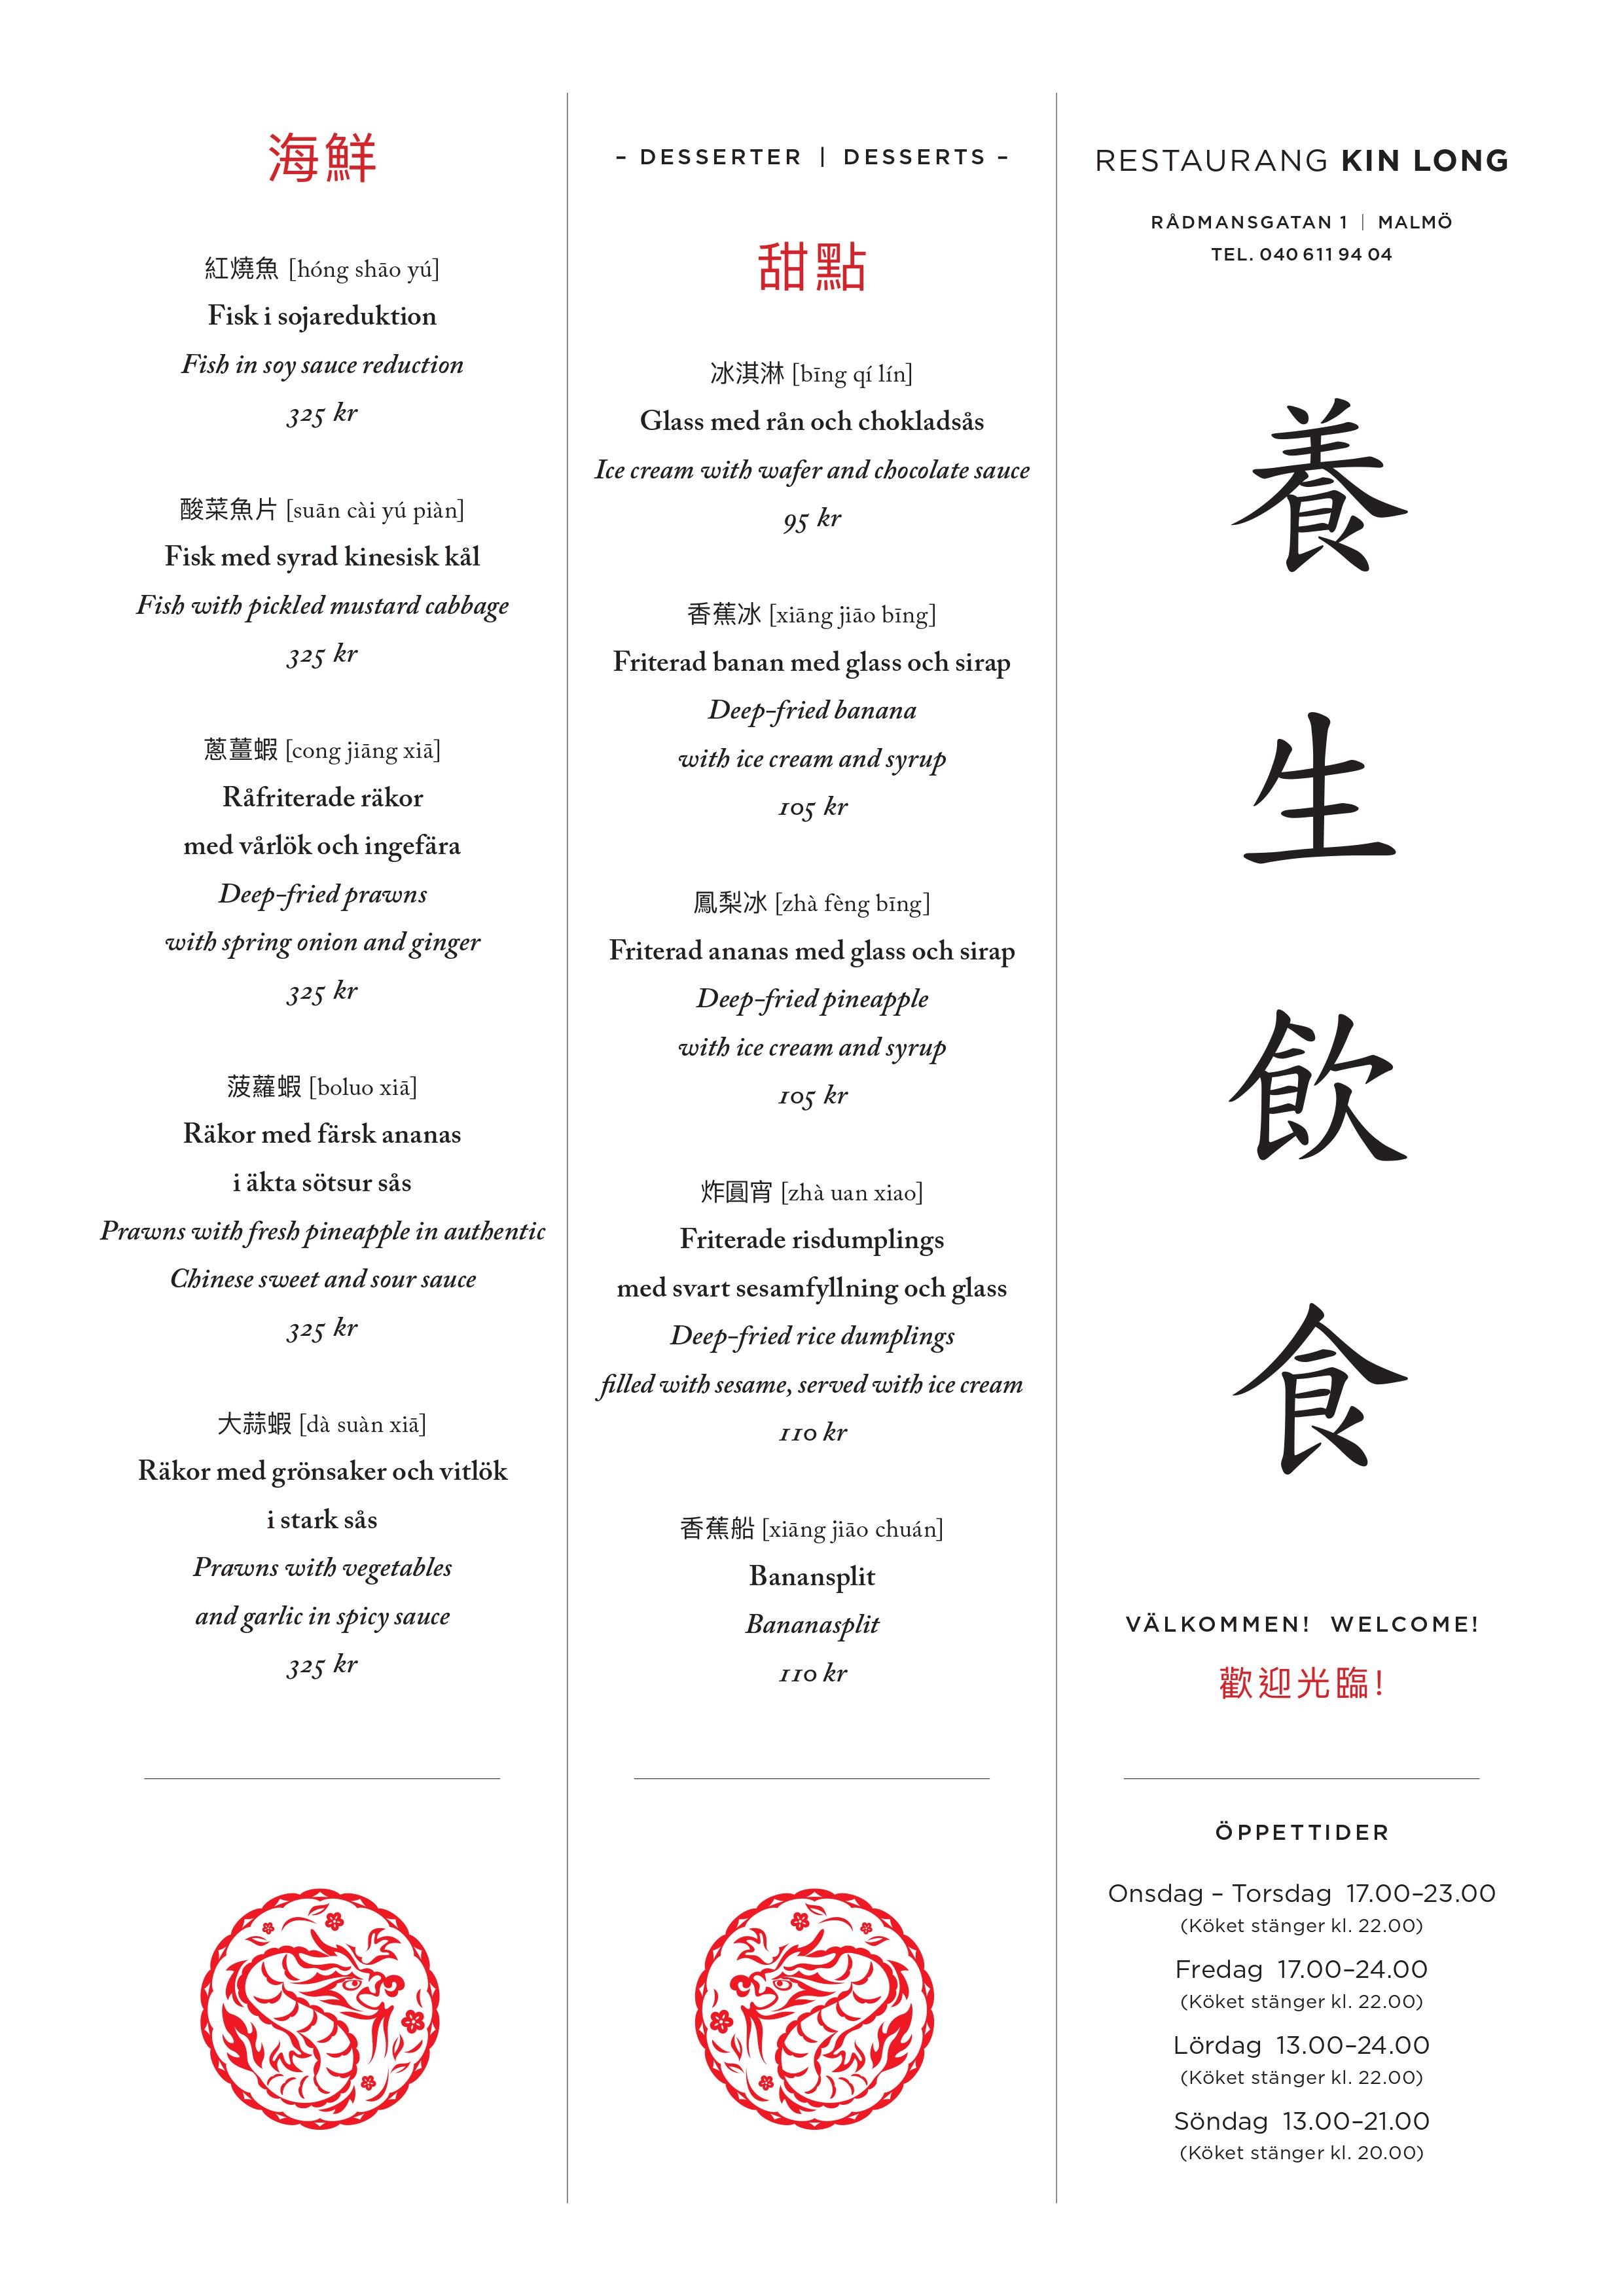 海鮮
紅燒魚 [hóng shāo yú]
Fisk i sojareduktion
Fish in soy sauce reduction
325 kr
酸菜魚片 [suān cài yú piàn]
Fisk med syrad kinesisk kål
Fish with pickled mustard cabbage
325 kr
蔥薑蝦 [cong jiāng xiā]
Råfriterade räkor
med vårlök och ingefära
Deep-fried prawns
with spring onion and ginger
325 kr
菠蘿蝦 [boluo xiā]
Räkor med färsk ananas
i äkta sötsur sås
Prawns with fresh pineapple in authentic
Chinese sweet and sour sauce
325 kr
大蒜蝦 [dà suàn xiā]
Räkor med grönsaker och vitlök
i stark sås
Prawns with vegetables
and garlic in spicy sauce
325 kr
– DESSERTER | DESSERTS –
甜點
冰淇淋 [bīng qí lín]
Glass med rån och chokladsås
Ice cream with wafer and chocolate sauce
95 kr
香蕉冰 [xiāng jiāo bīng]
Friterad banan med glass och sirap
Deep-fried banana
with ice cream and syrup
105 kr
鳳梨冰 [zhà fèng bīng]
Friterad ananas med glass och sirap
Deep-fried pineapple
with ice cream and syrup
105 kr
炸圓宵 [zhà uan xiao]
Friterade risdumplings
med svart sesamfyllning och glass
Deep-fried rice dumplings
filled with sesame, served with ice cream
110 kr
香蕉船 [xiāng jiāo chuán]
Banansplit
Bananasplit
110 kr
RESTAURANG KIN LONG
RÅDMANSGATAN 1 | MALMÖ
TEL. 040 611 94 04
養
生
飲
食
VÄLKOMMEN! WELCOME!
歡迎光臨!
ÖPPETTIDER
Onsdag – Torsdag 17.00–23.00
(Köket stänger kl. 22.00)
Fredag 17.00–24.00
(Köket stänger kl. 22.00)
Lördag 13.00–24.00
(Köket stänger kl. 22.00)
Söndag 13.00–21.00
(Köket stänger kl. 20.00)